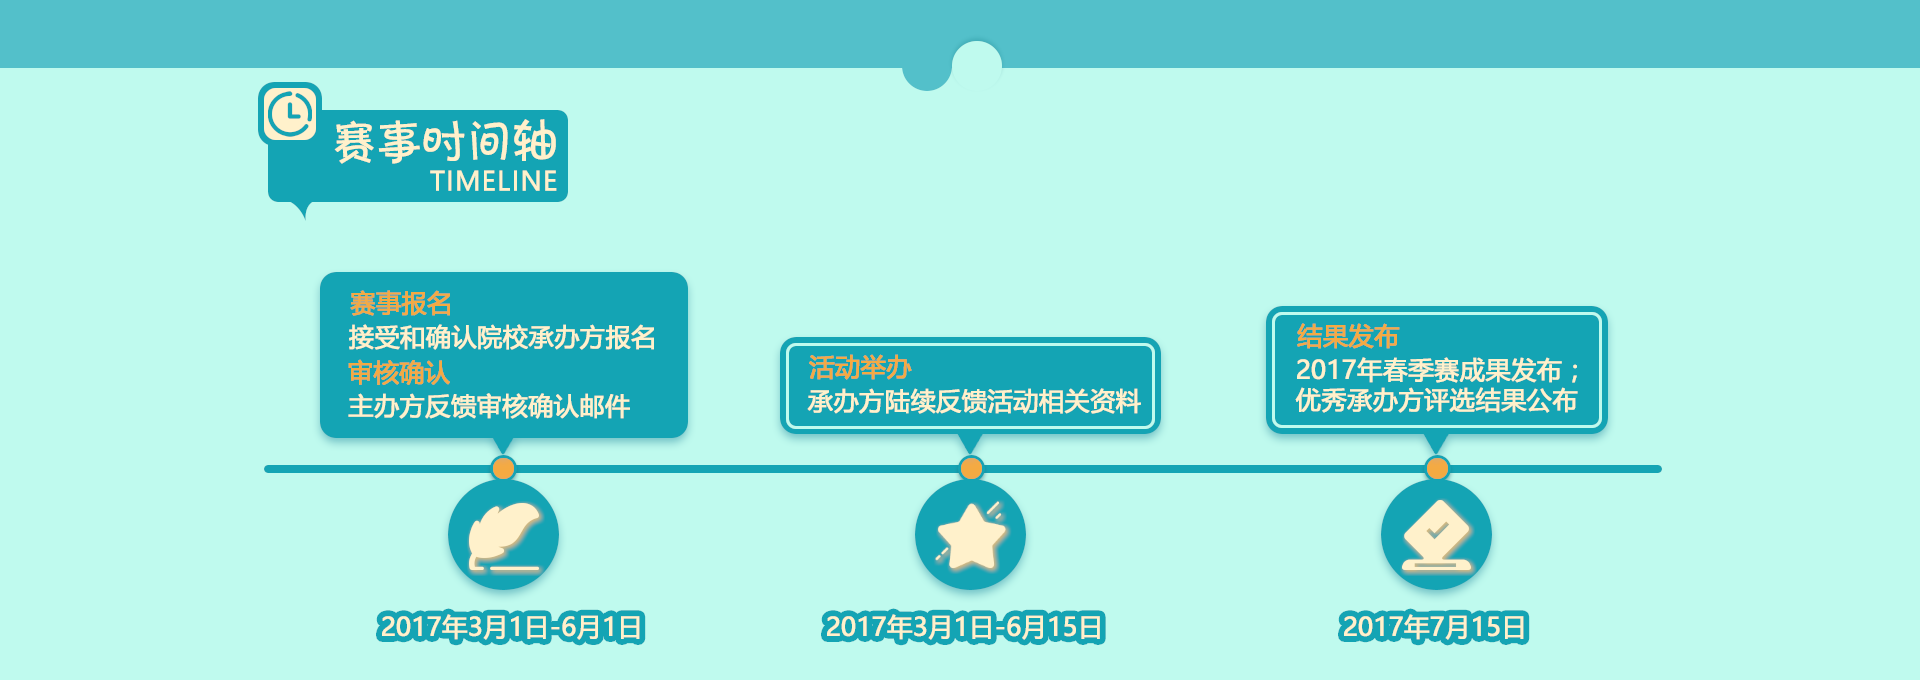 赛事时间轴
TIMELINE
赛事报名
接受和确认院校承办方报名
审核确认
主办方反馈审核确认邮件
活动举办
承办方陆续反馈活动相关资料
结果发布
2017年春季赛成果发布；
优秀承办方评选结果公布
2017年3月1日-6月1日
2017年3月1日-6月15日
2017年7月15日